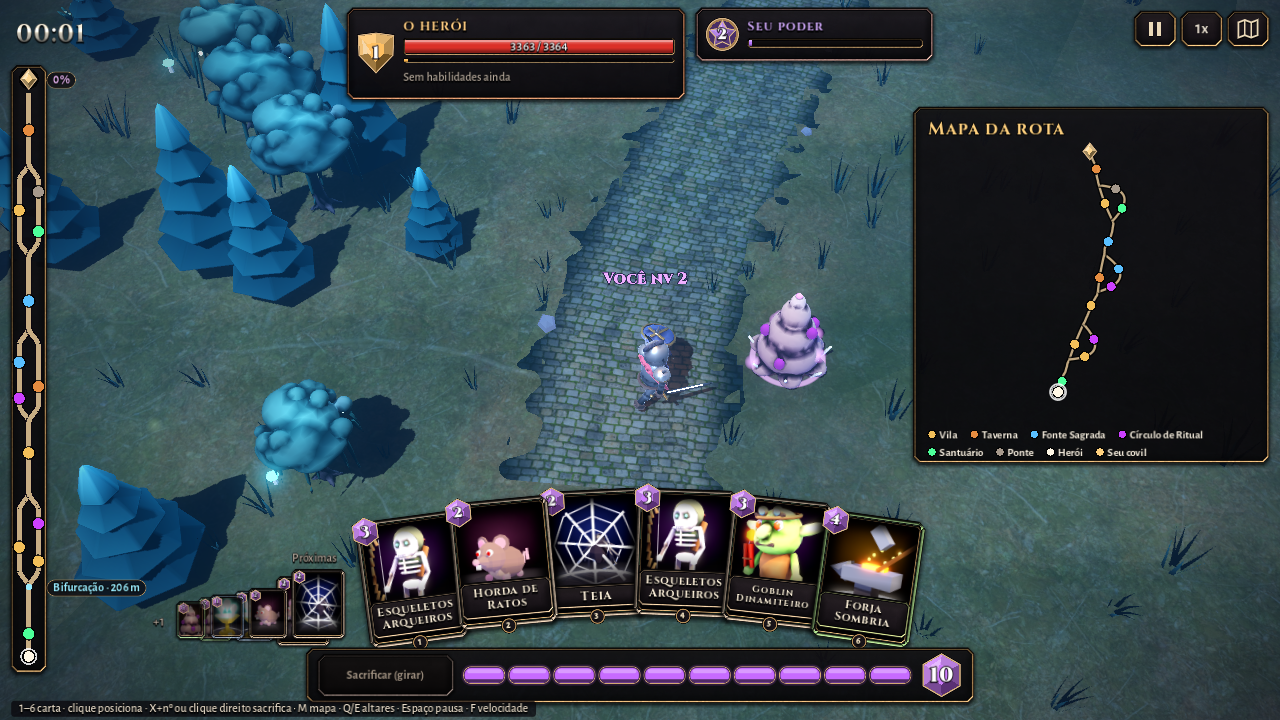 00:01
O HERÓI
1
3363 / 3364
Sem habilidades ainda
2
SEU PODER
1x
0%
MAPA DA ROTA
Vila
Taverna
Fonte Sagrada
Círculo de Ritual
Santuário
Ponte
Herói
Seu covil
VOCÊ NV 2
Bifurcação · 206 m
Próximas
+1
3
ESQUELETOS
ARQUEIROS
1
2
HORDA DE
RATOS
2
2
TEIA
3
3
ESQUELETOS
ARQUEIROS
4
3
GOBLIN
DINAMITEIRO
5
4
FORJA
SOMBRIA
6
Sacrificar (girar)
10
1–6 carta · clique posiciona · X+nº ou clique direito sacrifica · M mapa · Q/E altares · Espaço pausa · F velocidade